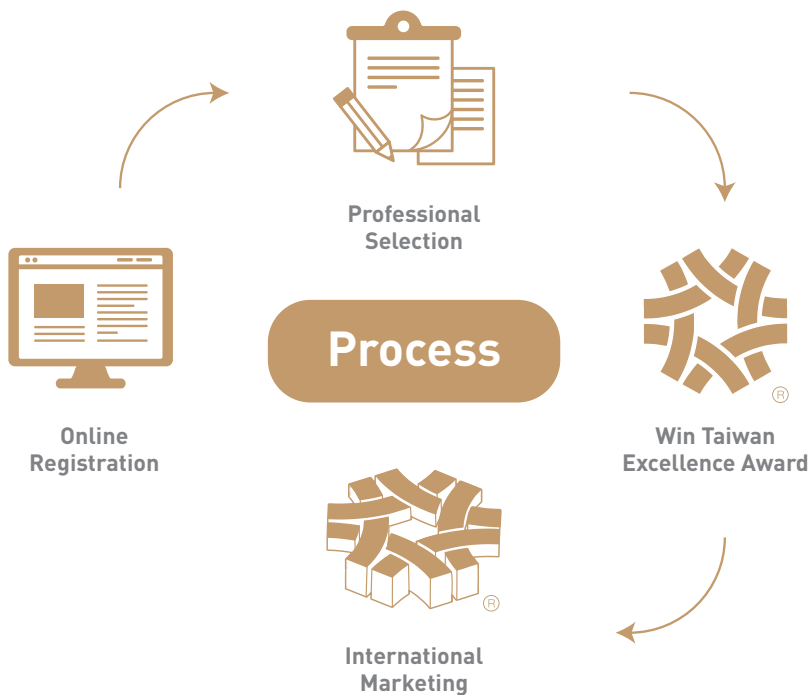 Professional
Selection
Process
Online
Registration
Win Taiwan
Excellence Award
®
®
International
Marketing